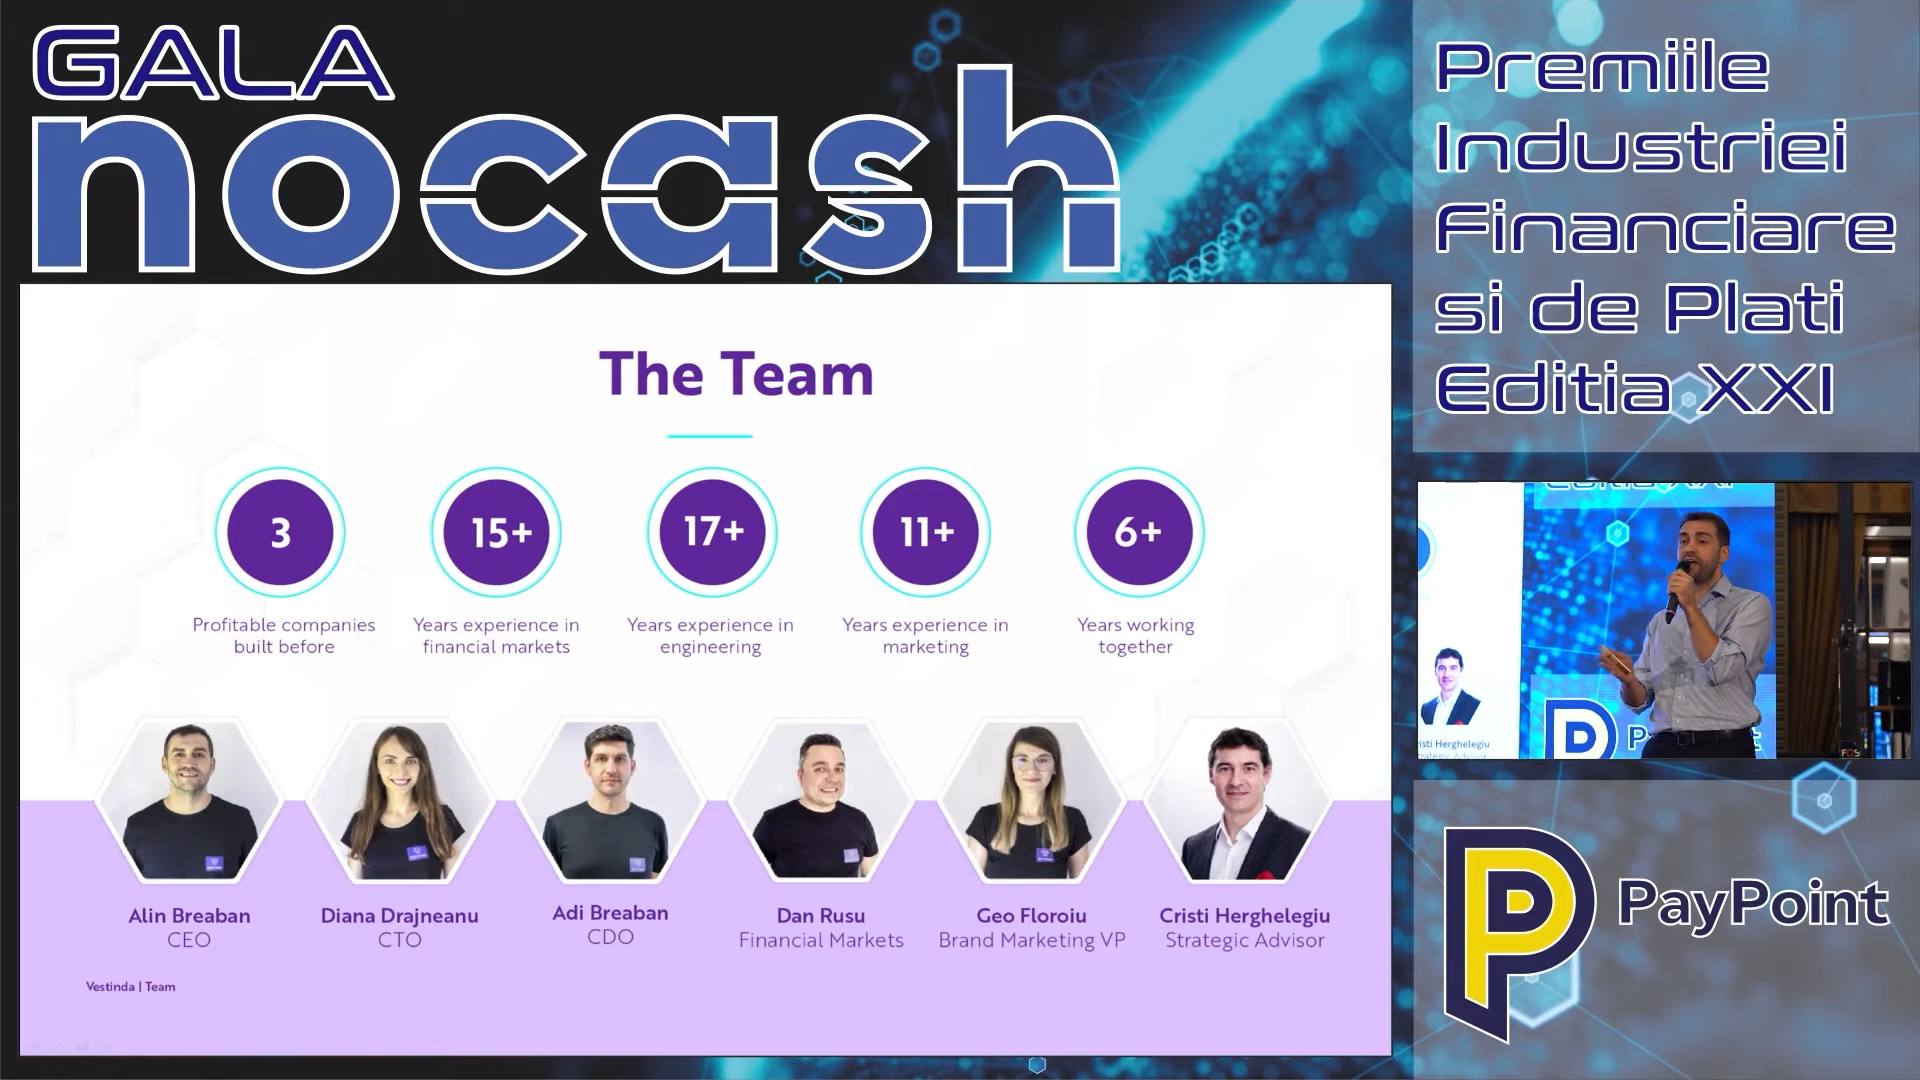 GALA
nocash
Premiile
Industriei
Financiare
si de Plati
Editia XXI
The Team
3
15+
17+
11+
6+
Profitable companies
built before
Years experience in
financial markets
Years experience in
engineering
Years experience in
marketing
Years working
together
Alin Breaban
CEO
Diana Drajneanu
CTO
Adi Breaban
CDO
Dan Rusu
Financial Markets
Geo Floroiu
Brand Marketing VP
Cristi Herghelegiu
Strategic Advisor
Vestinda | Team
PayPoint